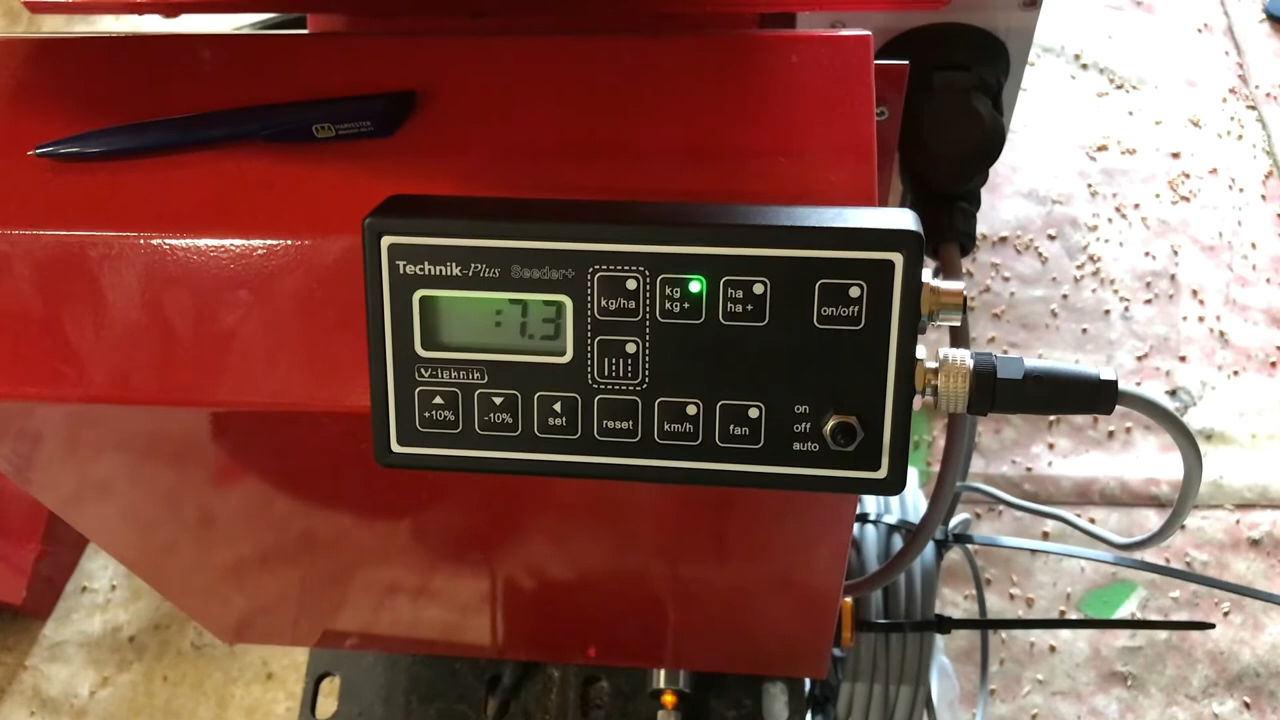 HARVESTER
Technik-Plus Seeder+
:7.3
V-teknik
kg/ha
kg
kg+
ha
ha+
on/off
+10%
-10%
set
reset
km/h
fan
on
off
auto